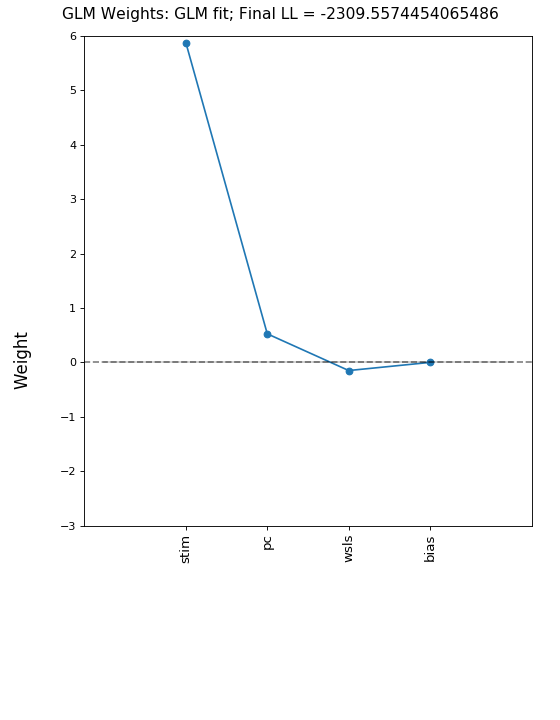 GLM Weights: GLM fit; Final LL = -2309.5574454065486
6
5
4
3
2
1
0
−1
−2
−3
Weight
stim
pc
wsls
bias